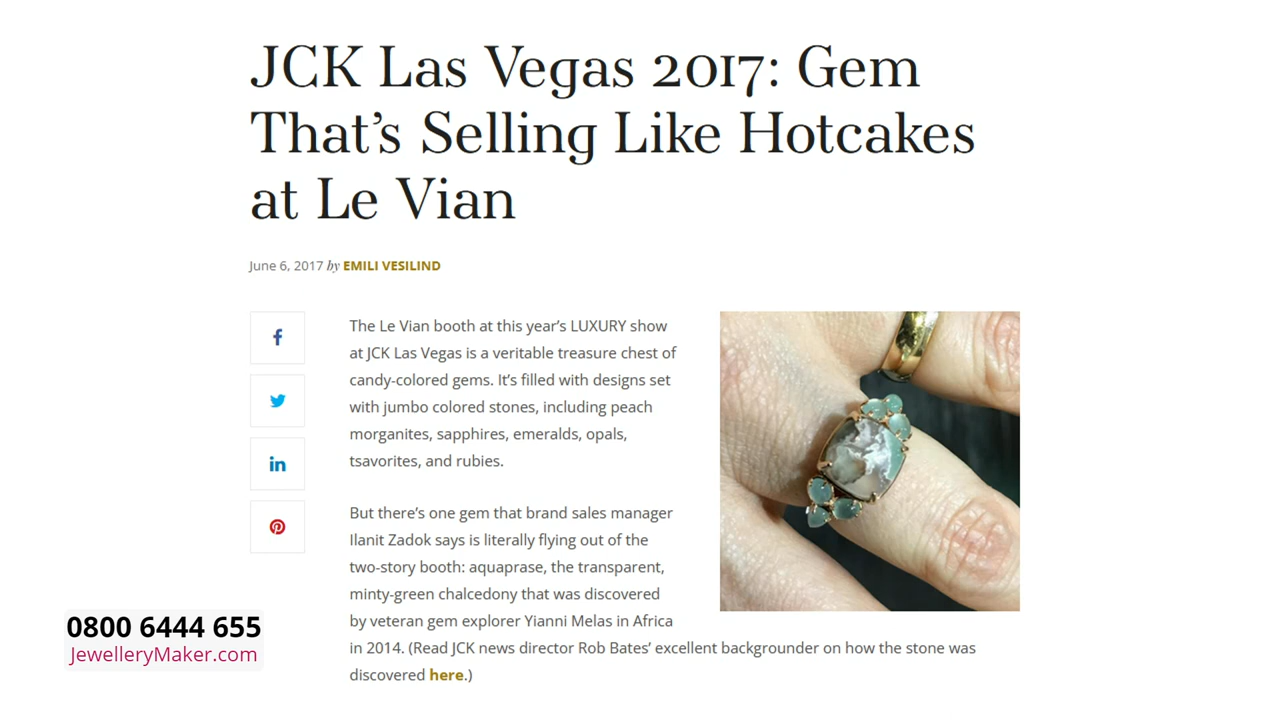 JCK Las Vegas 2017: Gem
That's Selling Like Hotcakes
at Le Vian
June 6, 2017 by EMILI VESILIND
The Le Vian booth at this year's LUXURY show
at JCK Las Vegas is a veritable treasure chest of
candy-colored gems. It's filled with designs set
with jumbo colored stones, including peach
morganites, sapphires, emeralds, opals,
tsavorites, and rubies.
But there's one gem that brand sales manager
Ilanit Zadok says is literally flying out of the
two-story booth: aquaprase, the transparent,
minty-green chalcedony that was discovered
by veteran gem explorer Yianni Melas in Africa
in 2014. (Read JCK news director Rob Bates' excellent backgrounder on how the stone was
discovered here.)
0800 6444 655
JewelleryMaker.com